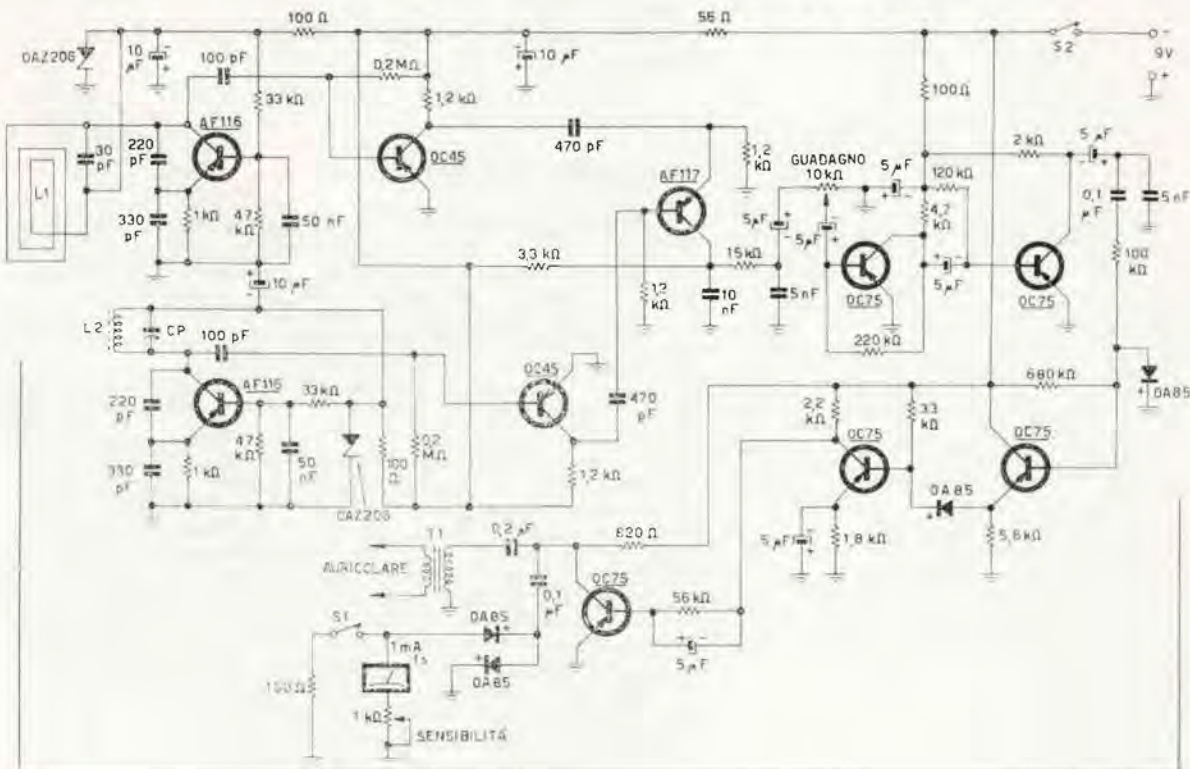 100 Ω
56 Ω
OAZ206
10 µF
100 pF
0,2 MΩ
10 µF
S2
-
9V
+
33 kΩ
1,2 kΩ
100 Ω
AF116
OC45
470 pF
2 kΩ
5 µF
30 pF
220 pF
1,2 kΩ
GUADAGNO
10 kΩ
5 µF
120 kΩ
0,1 µF
5 nF
L1
AF117
330 pF
1 kΩ
47 kΩ
50 nF
5 µF
5 µF
4,7 kΩ
3,3 kΩ
15 kΩ
100 kΩ
10 µF
1,2 kΩ
10 nF
5 nF
OC75
5 µF
OC75
L2
CP
100 pF
220 kΩ
OC45
AF116
33 kΩ
470 pF
680 kΩ
OA85
220 pF
2,2 kΩ
OC75
33 kΩ
OC75
330 pF
1 kΩ
47 kΩ
50 nF
100 Ω
0,2 MΩ
1,2 kΩ
OA85
OAZ206
5 µF
1,8 kΩ
5,6 kΩ
T1
0,2 µF
820 Ω
AURICOLARE
0,1 µF
OC75
56 kΩ
S1
OA85
5 µF
1 mA
f.s.
OA85
150 Ω
1 kΩ
SENSIBILITÁ